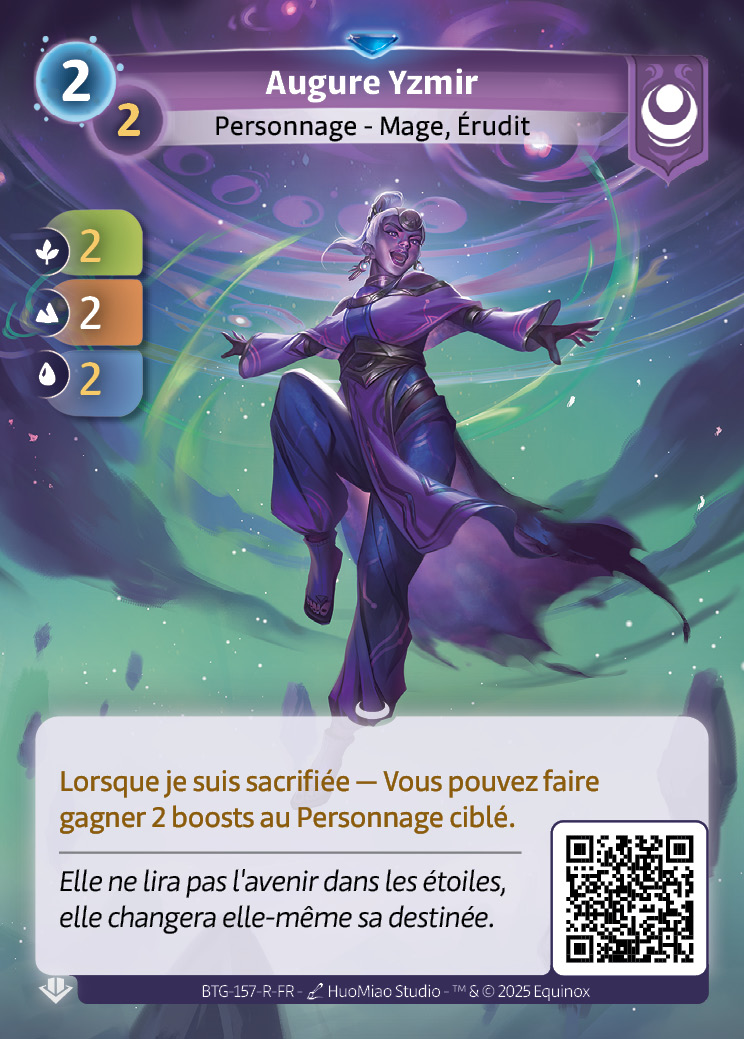 2
Augure Yzmir
2
Personnage - Mage, Érudit
2
2
2
Lorsque je suis sacrifiée — Vous pouvez faire
gagner 2 boosts au Personnage ciblé.
Elle ne lira pas l'avenir dans les étoiles,
elle changera elle-même sa destinée.
BTG-157-R-FR - HuoMiao Studio - ™ & © 2025 Equinox